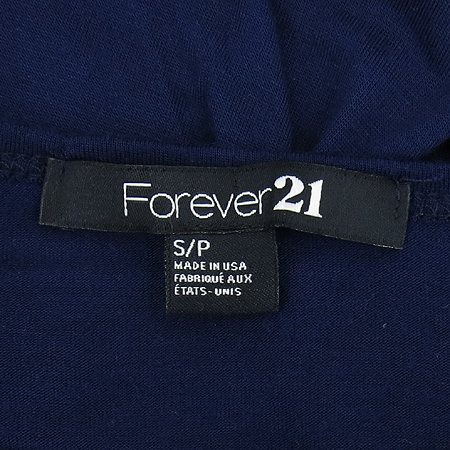 Forever21
S/P
MADE IN USA
FABRIQUÉ AUX
ÉTATS-UNIS